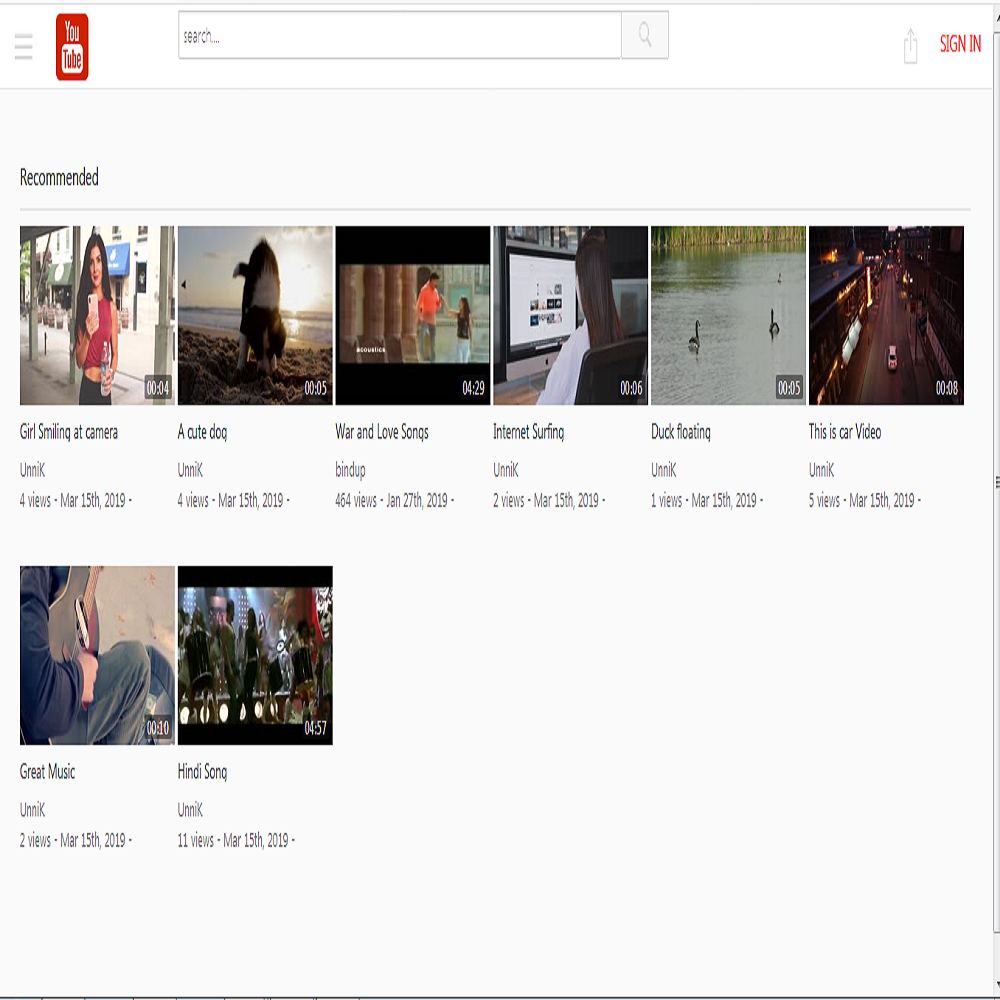 You
Tube
search....
SIGN IN
Recommended
00:04
00:05
acoustics
04:29
00:06
00:05
00:08
Girl Smiling at camera
A cute dog
War and Love Songs
Internet Surfing
Duck floating
This is car Video
UnniK
UnniK
bindup
UnniK
UnniK
UnniK
4 views - Mar 15th, 2019 -
4 views - Mar 15th, 2019 -
464 views - Jan 27th, 2019 -
2 views - Mar 15th, 2019 -
1 views - Mar 15th, 2019 -
5 views - Mar 15th, 2019 -
00:10
04:57
Great Music
Hindi Song
UnniK
UnniK
2 views - Mar 15th, 2019 -
11 views - Mar 15th, 2019 -